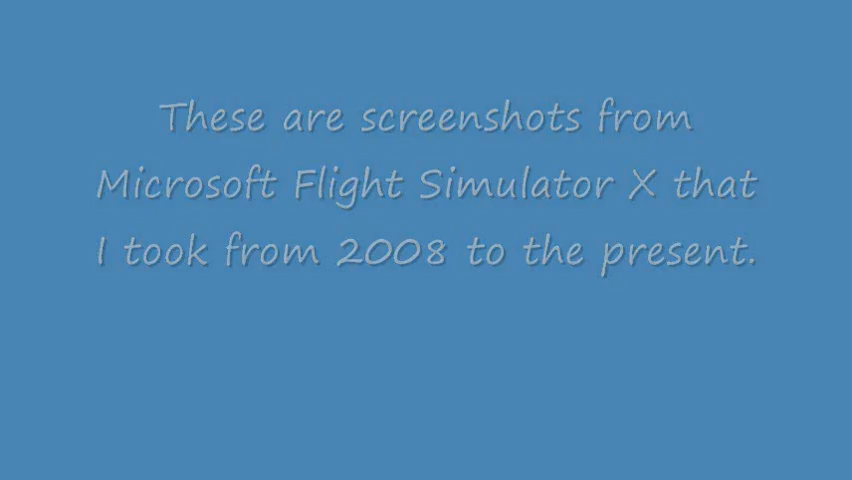 These are screenshots from
Microsoft Flight Simulator X that
I took from 2008 to the present.